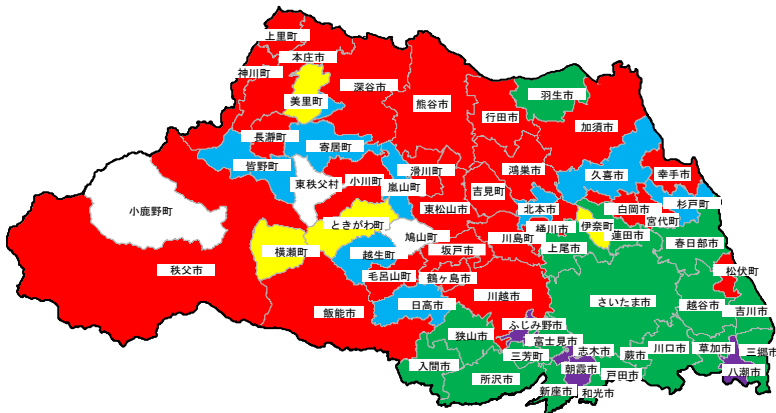 上里町
本庄市
神川町
深谷市
美里町
熊谷市
羽生市
行田市
加須市
長瀞町
寄居町
皆野町
小鹿野町
東秩父村
小川町
嵐山町
滑川町
吉見町
鴻巣市
久喜市
幸手市
東松山市
北本市
白岡市
杉戸町
宮代町
ときがわ町
鳩山町
川島町
桶川市
伊奈町
蓮田市
上尾市
春日部市
横瀬町
越生町
坂戸市
秩父市
毛呂山町
鶴ヶ島市
松伏町
飯能市
日高市
川越市
さいたま市
越谷市
吉川市
ふじみ野市
狭山市
富士見市
三芳町
志木市
川口市
草加市
三郷市
蕨市
入間市
所沢市
朝霞市
戸田市
八潮市
新座市
和光市